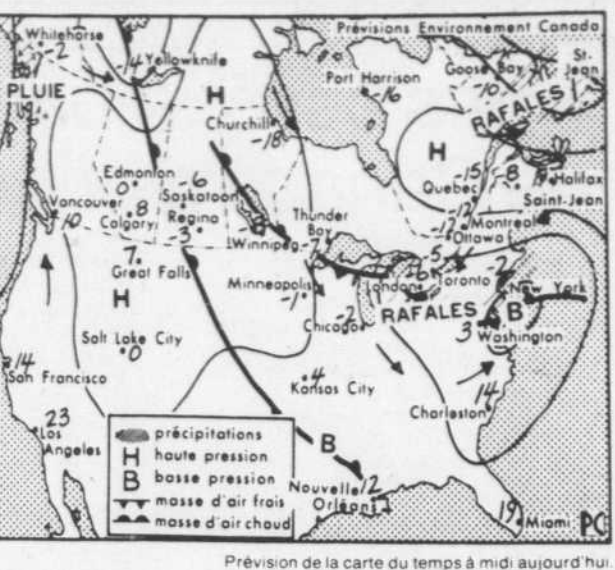 Prévisions Environnement Canada
Whitehorse
-2
-4
Yellowknife
Port Harrison
-16
Goose Bay
-10
St-
Jean
PLUIE
H
RAFALES
Churchill
-18
H
Edmonton
0
-6
Saskatoon
-15
Quebec
-8
Halifax
Vancouver
10
8
Calgary
Regina
-3
Winnipeg
-7
Thunder
Bay
-12
Montreal
Saint-Jean
Ottawa
7
Great Falls
Minneapolis
-1
London
-6
-5
Toronto
-2
New York
H
Chicago
-2
RAFALES
B
3
Washington
Salt Lake City
0
14
San Francisco
4
Kansas City
14
Charleston
23
Los
Angeles
précipitations
H haute pression
B basse pression
masse d'air frais
masse d'air chaud
B
Nouvelle
Orléans
12
19
Miami
PC
Prévision de la carte du temps à midi aujourd'hui